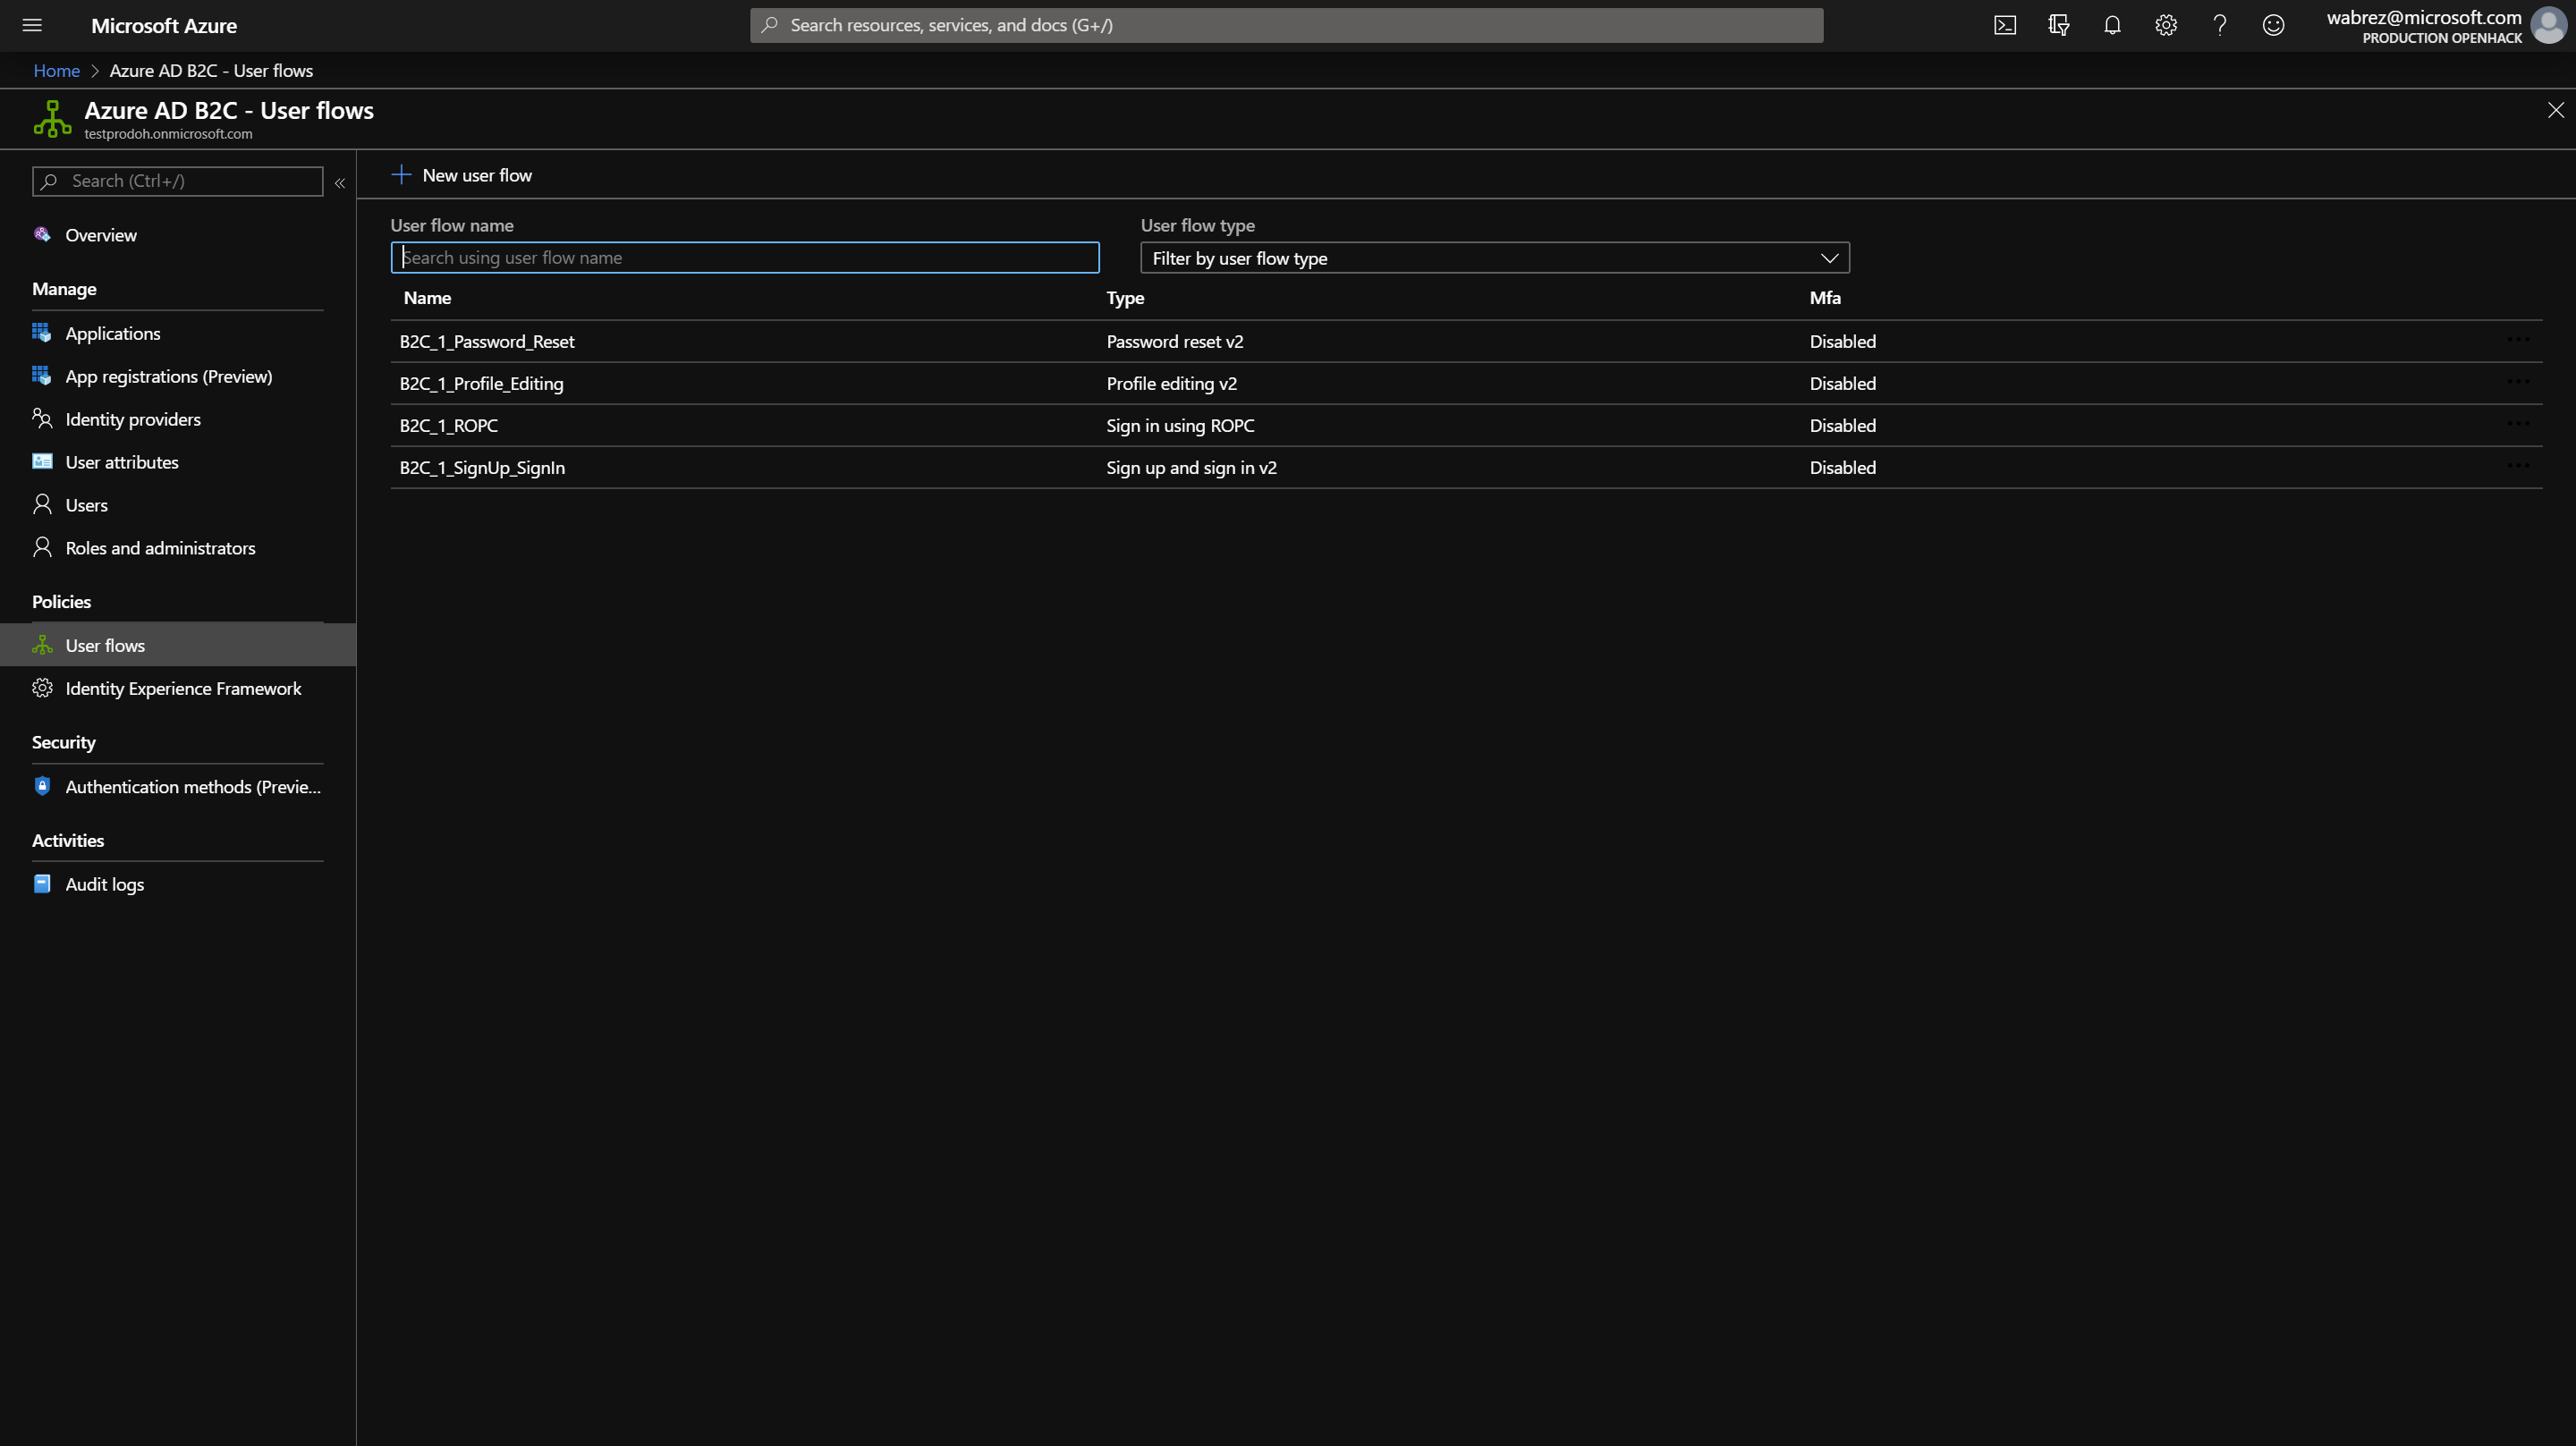 Microsoft Azure
Search resources, services, and docs (G+/)
wabrez@microsoft.com
PRODUCTION OPENHACK
Home > Azure AD B2C - User flows
Azure AD B2C - User flows
testprodoh.onmicrosoft.com
Search (Ctrl+/)
«
Overview
Manage
Applications
App registrations (Preview)
Identity providers
User attributes
Users
Roles and administrators
Policies
User flows
Identity Experience Framework
Security
Authentication methods (Previe...
Activities
Audit logs
New user flow
User flow name
User flow type
Search using user flow name
Filter by user flow type
Name Type Mfa
B2C_1_Password_Reset Password reset v2 Disabled
B2C_1_Profile_Editing Profile editing v2 Disabled
B2C_1_ROPC Sign in using ROPC Disabled
B2C_1_SignUp_SignIn Sign up and sign in v2 Disabled